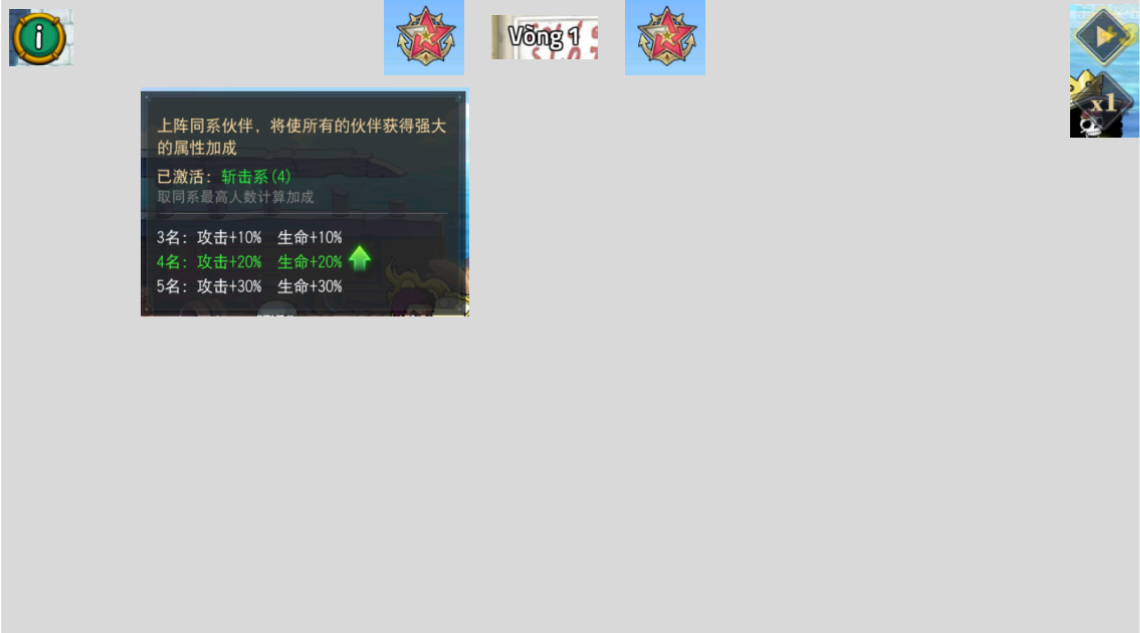 Vòng 1
x1
上阵同系伙伴，将使所有的伙伴获得强大
的属性加成
已激活：斩击系(4)
取同系最高人数计算加成
3名：攻击+10% 生命+10%
4名：攻击+20% 生命+20%
5名：攻击+30% 生命+30%